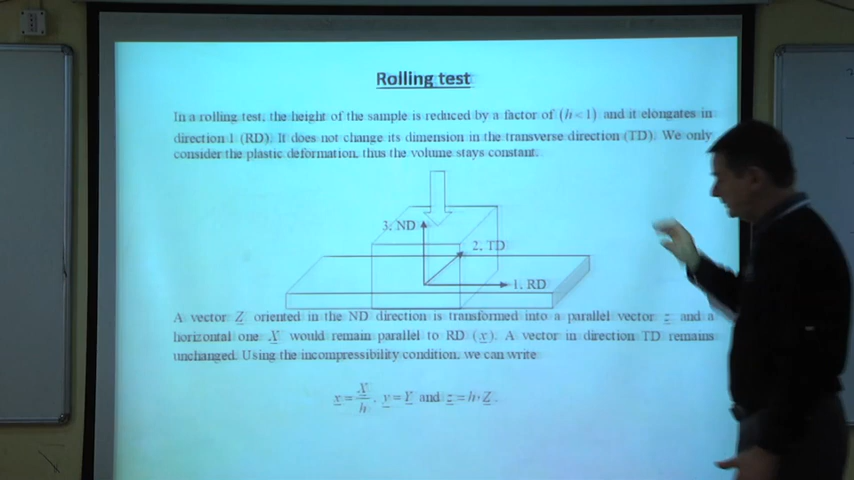 Rolling test
In a rolling test, the height of the sample is reduced by a factor of (h<1) and it elongates in
direction 1 (RD). It does not change its dimension in the transverse direction (TD). We only
consider the plastic deformation, thus the volume stays constant.
3. ND
2. TD
1. RD
A vector Z oriented in the ND direction is transformed into a parallel vector z and a
horizontal one X would remain parallel to RD (x). A vector in direction TD remains
unchanged. Using the incompressibility condition, we can write
x = X/h, y = Y and z = h·Z.